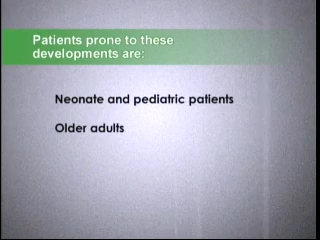 Patients prone to these
developments are:
Neonate and pediatric patients
Older adults